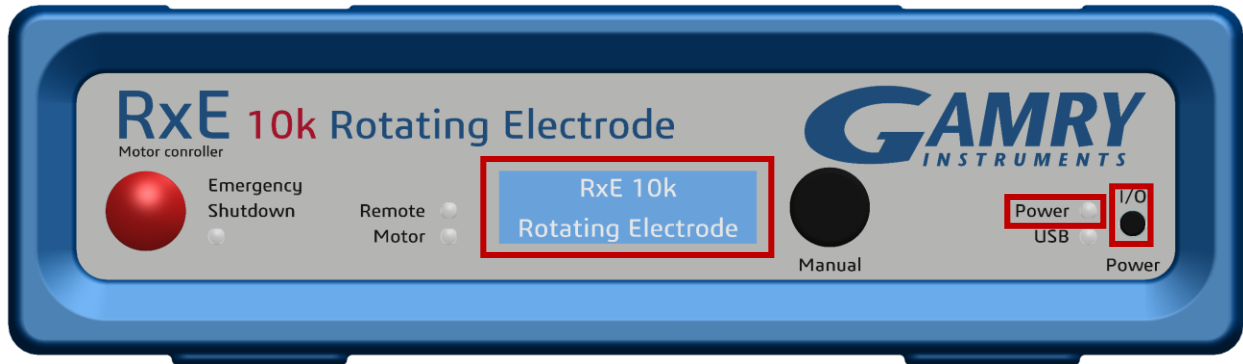 RxE 10k Rotating Electrode
Motor conroller
GAMRY
INSTRUMENTS
Emergency
Shutdown
Remote
Motor
RxE 10k
Rotating Electrode
Manual
Power
USB
I/O
Power